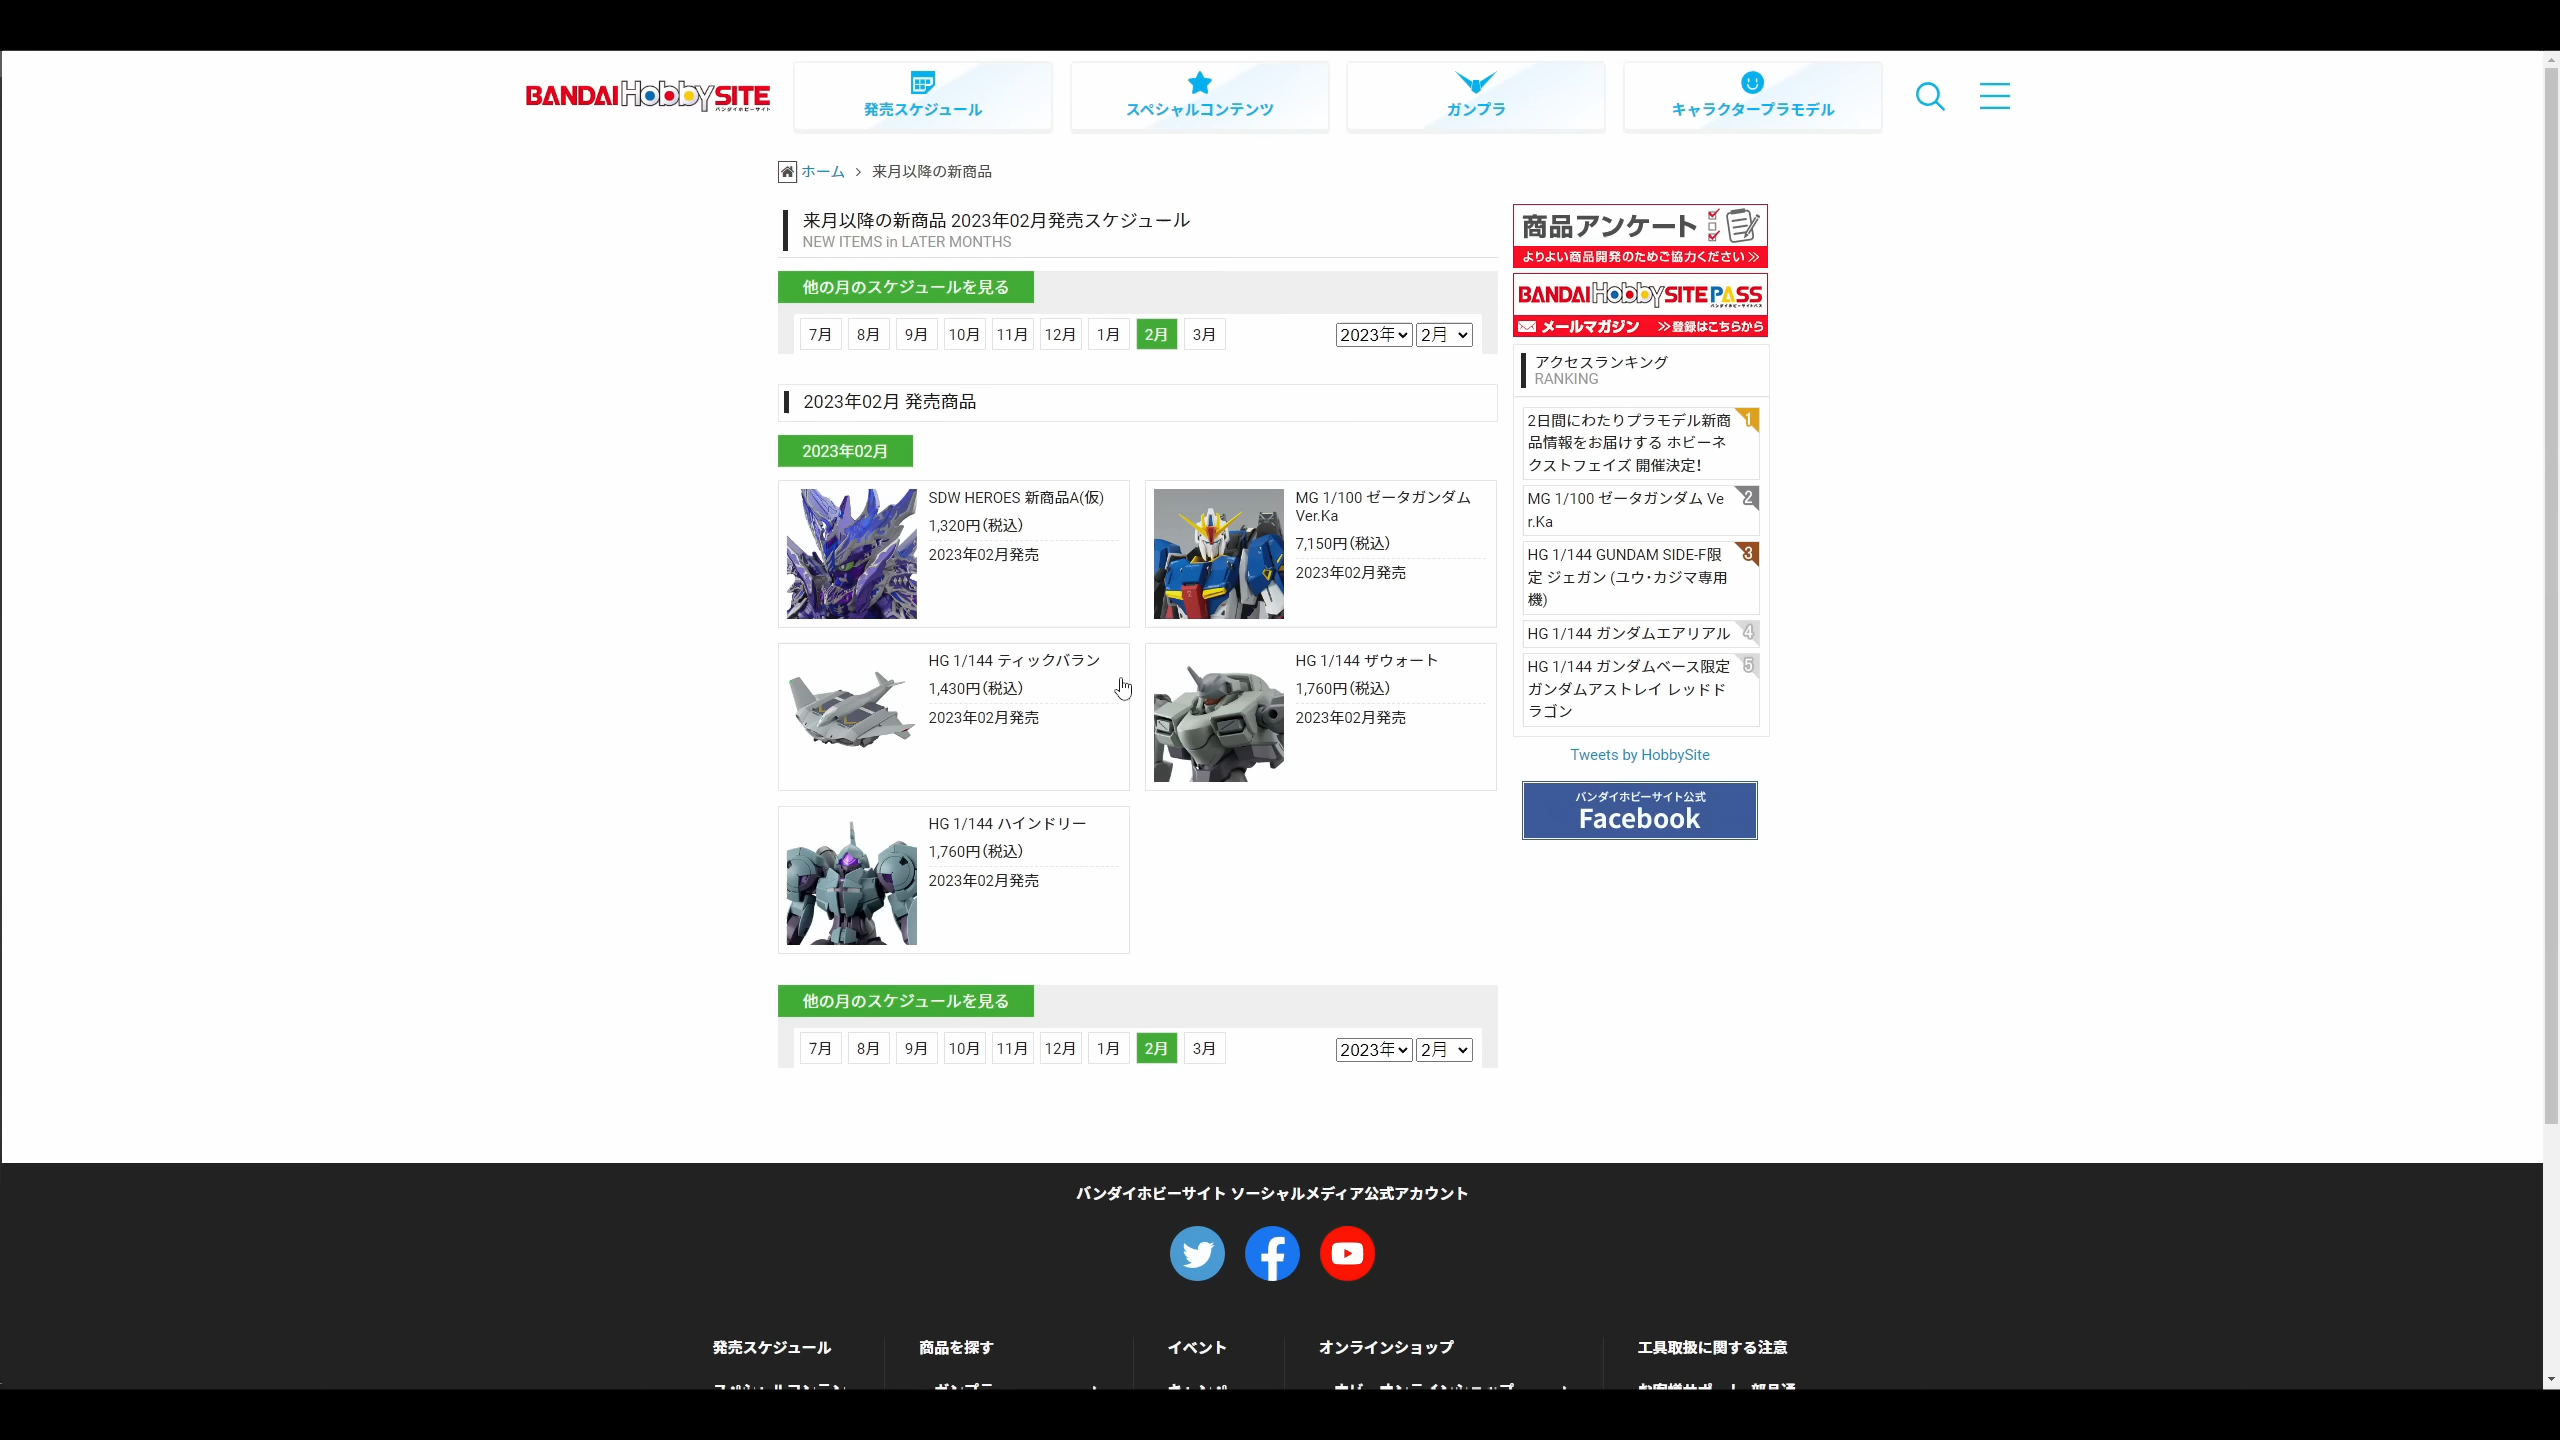 BANDAI Hobby SITE
バンダイホビーサイト
発売スケジュール
スペシャルコンテンツ
ガンプラ
キャラクタープラモデル
ホーム > 来月以降の新商品
来月以降の新商品 2023年02月発売スケジュール
NEW ITEMS in LATER MONTHS
他の月のスケジュールを見る
7月 8月 9月 10月 11月 12月 1月 2月 3月 2023年 2月
2023年02月 発売商品
2023年02月
SDW HEROES 新商品A(仮)
1,320円(税込)
2023年02月発売
MG 1/100 ゼータガンダム
Ver.Ka
7,150円(税込)
2023年02月発売
HG 1/144 ティックバラン
1,430円(税込)
2023年02月発売
HG 1/144 ザウォート
1,760円(税込)
2023年02月発売
HG 1/144 ハインドリー
1,760円(税込)
2023年02月発売
他の月のスケジュールを見る
7月 8月 9月 10月 11月 12月 1月 2月 3月 2023年 2月
商品アンケート
よりよい商品開発のためご協力ください
BANDAI Hobby SITE PASS
バンダイホビーサイトパス
メールマガジン 登録はこちらから
アクセスランキング
RANKING
2日間にわたりプラモデル新商 1
品情報をお届けする ホビーネ
クストフェイズ 開催決定!
MG 1/100 ゼータガンダム Ve 2
r.Ka
HG 1/144 GUNDAM SIDE-F限 3
定 ジェガン (ユウ・カジマ専用
機)
HG 1/144 ガンダムエアリアル 4
HG 1/144 ガンダムベース限定 5
ガンダムアストレイ レッドド
ラゴン
Tweets by HobbySite
バンダイホビーサイト公式
Facebook
バンダイホビーサイト ソーシャルメディア公式アカウント
発売スケジュール
商品を探す
イベント
オンラインショップ
工具取扱に関する注意